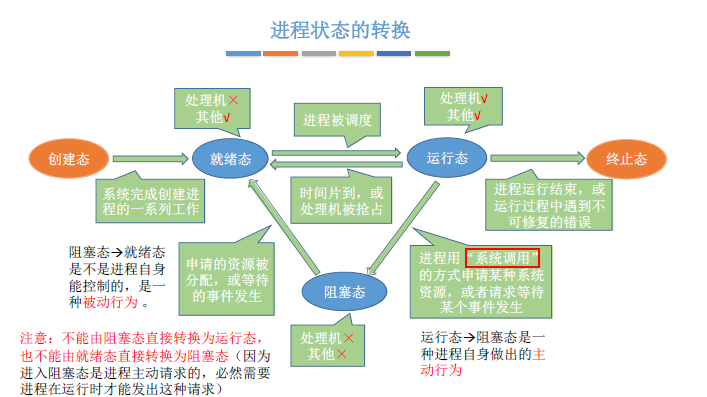 进程状态的转换
处理机×
其他√
处理机√
其他√
进程被调度
创建态
就绪态
运行态
终止态
系统完成创建进
程的一系列工作
时间片到，或
处理机被抢占
进程运行结束，或
运行过程中遇到不
可修复的错误
阻塞态→就绪态
是不是进程自身
能控制的，是一
种被动行为 。
申请的资源被
分配，或等待
的事件发生
进程用“系统调用”
的方式申请某种系统
资源，或者请求等待
某个事件发生
阻塞态
处理机×
其他×
注意：不能由阻塞态直接转换为运行态，
也不能由就绪态直接转换为阻塞态（因为
进入阻塞态是进程主动请求的，必然需要
进程在运行时才能发出这种请求）
运行态→阻塞态是一
种进程自身做出的主
动行为